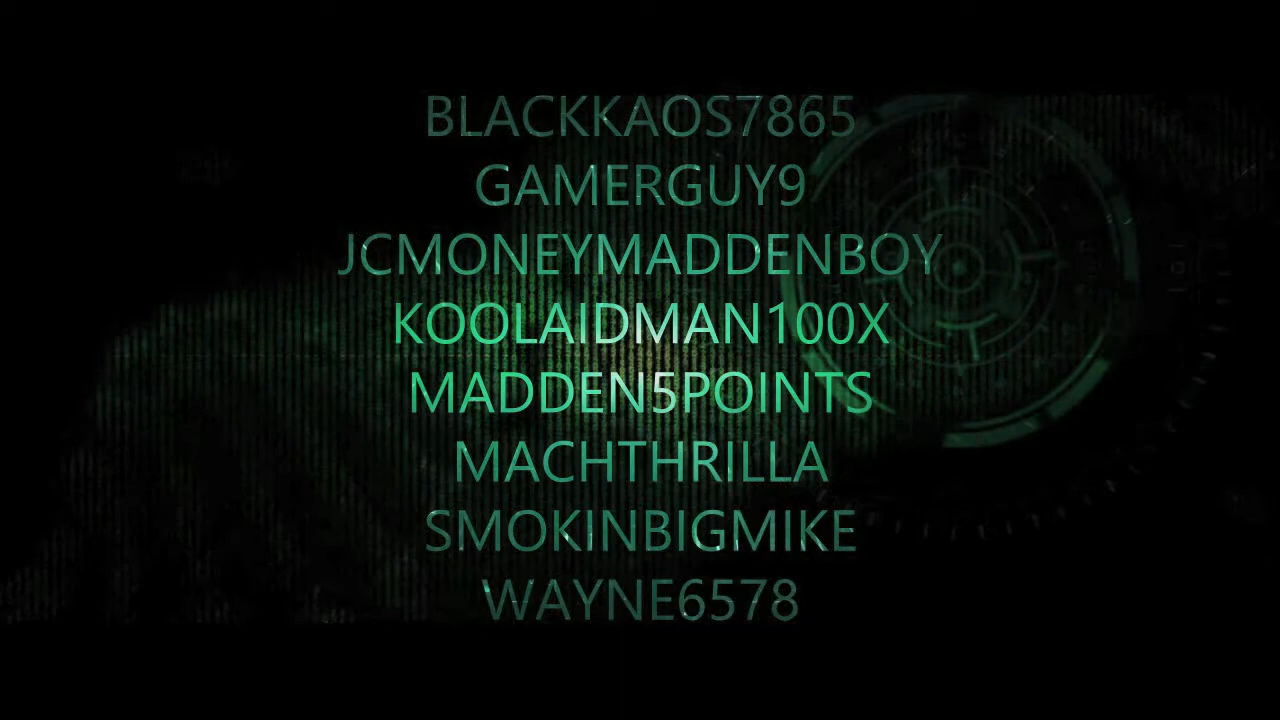 BLACKKAOS7865
GAMERGUY9
JCMONEYMADDENBOY
KOOLAIDMAN100X
MADDEN5POINTS
MACHTHRILLA
SMOKINBIGMIKE
WAYNE6578